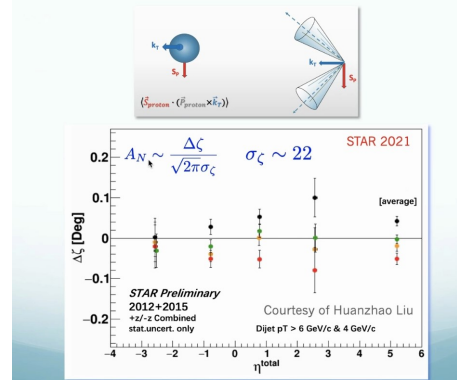 k_T
S_P
k_T
S_P
⟨S⃗_proton · (P⃗_proton × k⃗_T)⟩
A_N ∼ Δζ / √2π σ_ζ
σ_ζ ∼ 22
STAR 2021
[average]
Δζ [Deg]
0.2
0.1
0
−0.1
−0.2
STAR Preliminary
2012+2015
+z/-z Combined
stat.uncert. only
Courtesy of Huanzhao Liu
Dijet pT > 6 GeV/c & 4 GeV/c
−4 −3 −2 −1 0 1 2 3 4 5 6
η^total